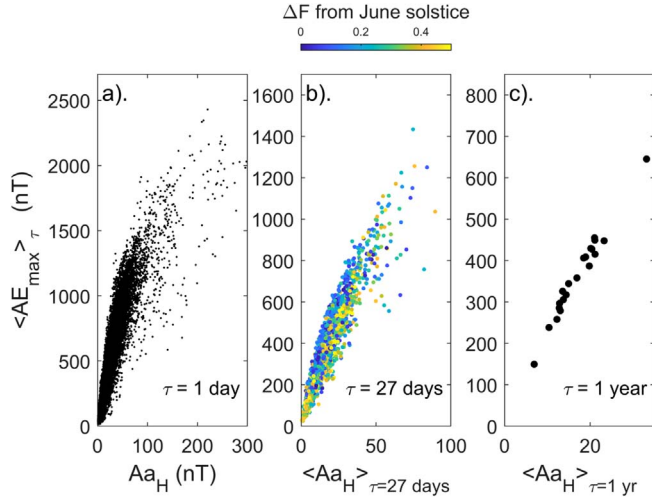 ΔF from June solstice
0 0.2 0.4
a).
b).
c).
2500
2000
1500
1000
500
0
1600
1400
1200
1000
800
600
400
200
0
800
700
600
500
400
300
200
100
0
<AE_max>_τ (nT)
τ = 1 day
τ = 27 days
τ = 1 year
0 100 200 300
0 50 100
0 20
Aa_H (nT)
<Aa_H>_τ=27 days
<Aa_H>_τ=1 yr